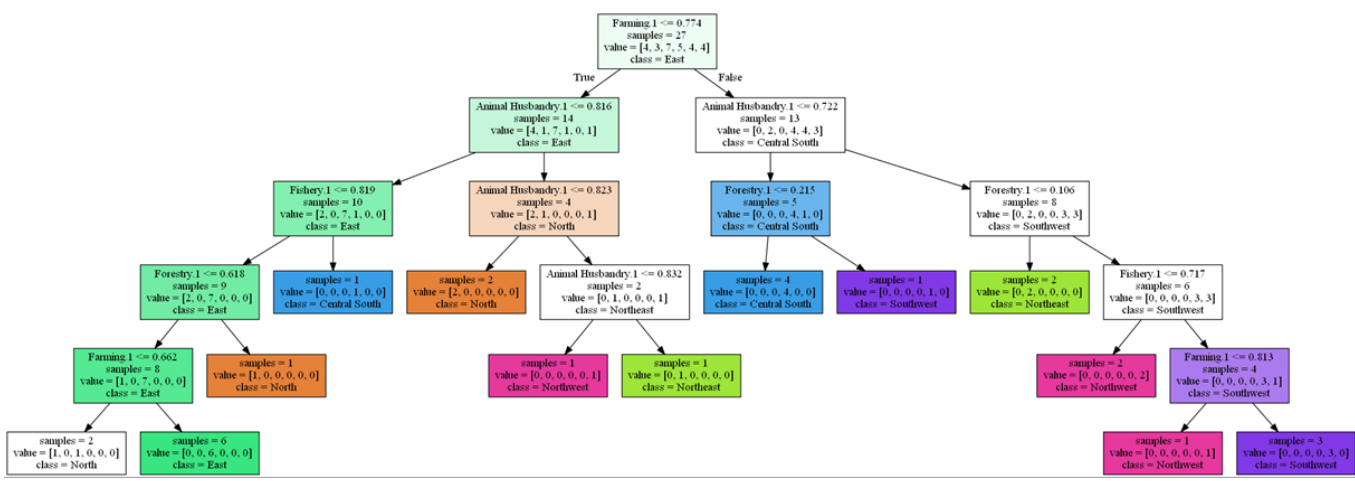 Farming.1 <= 0.774
samples = 27
value = [4, 3, 7, 5, 4, 4]
class = East
True
False
Animal Husbandry.1 <= 0.816
samples = 14
value = [4, 1, 7, 1, 0, 1]
class = East
Animal Husbandry.1 <= 0.722
samples = 13
value = [0, 2, 0, 4, 4, 3]
class = Central South
Fishery.1 <= 0.819
samples = 10
value = [2, 0, 7, 1, 0, 0]
class = East
Animal Husbandry.1 <= 0.823
samples = 4
value = [2, 1, 0, 0, 0, 1]
class = North
Forestry.1 <= 0.215
samples = 5
value = [0, 0, 0, 4, 1, 0]
class = Central South
Forestry.1 <= 0.106
samples = 8
value = [0, 2, 0, 0, 3, 3]
class = Southwest
Forestry.1 <= 0.618
samples = 9
value = [2, 0, 7, 0, 0, 0]
class = East
samples = 1
value = [0, 0, 0, 1, 0, 0]
class = Central South
samples = 2
value = [2, 0, 0, 0, 0, 0]
class = North
Animal Husbandry.1 <= 0.832
samples = 2
value = [0, 1, 0, 0, 0, 1]
class = Northeast
samples = 4
value = [0, 0, 0, 4, 0, 0]
class = Central South
samples = 1
value = [0, 0, 0, 0, 1, 0]
class = Southwest
samples = 2
value = [0, 2, 0, 0, 0, 0]
class = Northeast
Fishery.1 <= 0.717
samples = 6
value = [0, 0, 0, 0, 3, 3]
class = Southwest
Farming.1 <= 0.662
samples = 8
value = [1, 0, 7, 0, 0, 0]
class = East
samples = 1
value = [1, 0, 0, 0, 0, 0]
class = North
samples = 1
value = [0, 0, 0, 0, 0, 1]
class = Northwest
samples = 1
value = [0, 1, 0, 0, 0, 0]
class = Northeast
samples = 2
value = [0, 0, 0, 0, 0, 2]
class = Northwest
Farming.1 <= 0.813
samples = 4
value = [0, 0, 0, 0, 3, 1]
class = Southwest
samples = 2
value = [1, 0, 1, 0, 0, 0]
class = North
samples = 6
value = [0, 0, 6, 0, 0, 0]
class = East
samples = 1
value = [0, 0, 0, 0, 0, 1]
class = Northwest
samples = 3
value = [0, 0, 0, 0, 3, 0]
class = Southwest